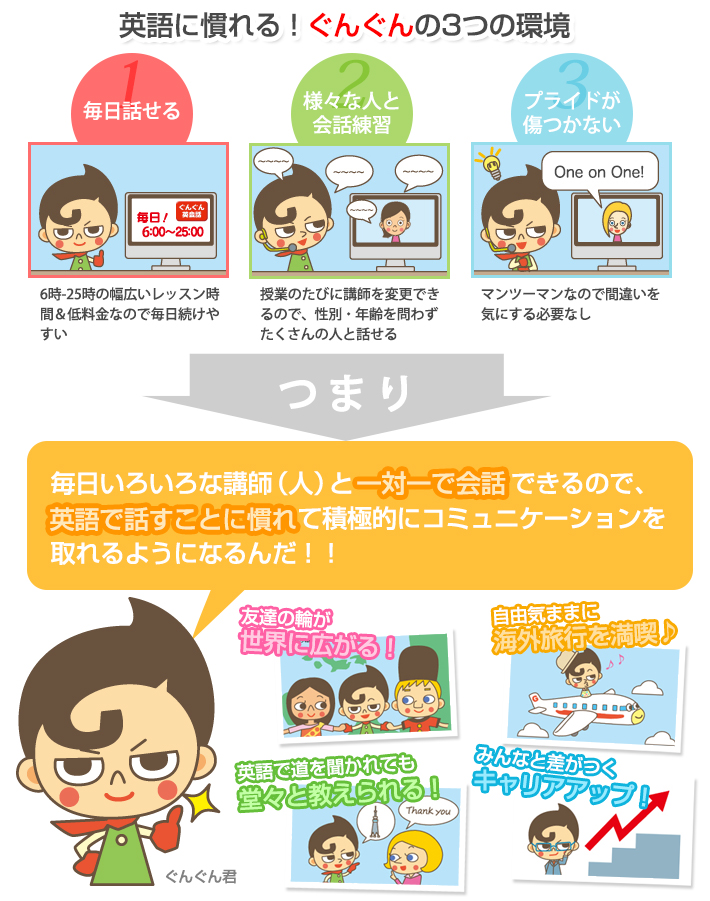 英語に慣れる！ぐんぐんの3つの環境
1
毎日話せる
2
様々な人と
会話練習
3
プライドが
傷つかない
毎日！
ぐんぐん
英会話
6:00～25:00
～～～～
～～～～
～～～～
～～～～
One on One!
6時-25時の幅広いレッスン時
間＆低料金なので毎日続けや
すい
授業のたびに講師を変更でき
るので、性別・年齢を問わず
たくさんの人と話せる
マンツーマンなので間違いを
気にする必要なし
つまり
毎日いろいろな講師（人）と一対一で会話できるので、
英語で話すことに慣れて積極的にコミュニケーションを
取れるようになるんだ！！
友達の輪が
世界に広がる！
自由気ままに
海外旅行を満喫♪
G
英語で道を聞かれても
堂々と教えられる！
Thank you
みんなと差がつく
キャリアアップ！
ぐんぐん君